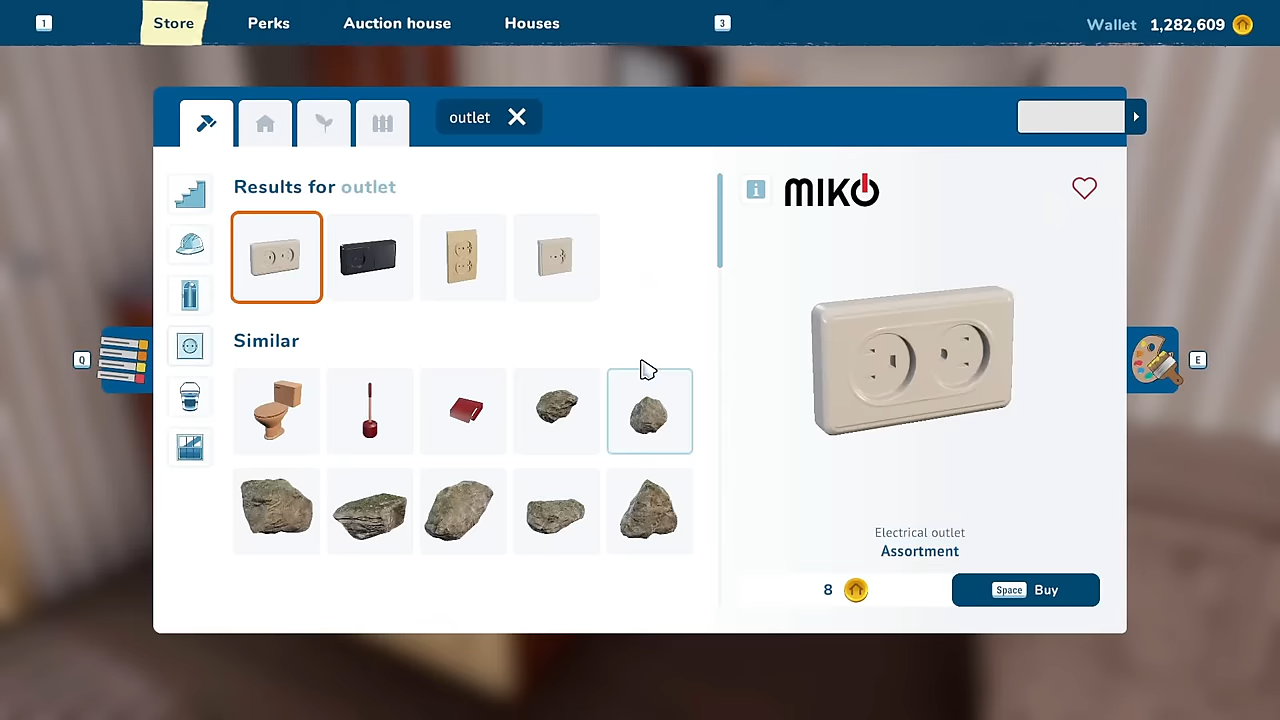 1
Store
Perks
Auction house
Houses
3
Wallet 1,282,609
outlet
Results for outlet
MIKO
Similar
Q
E
Electrical outlet
Assortment
8
Space Buy